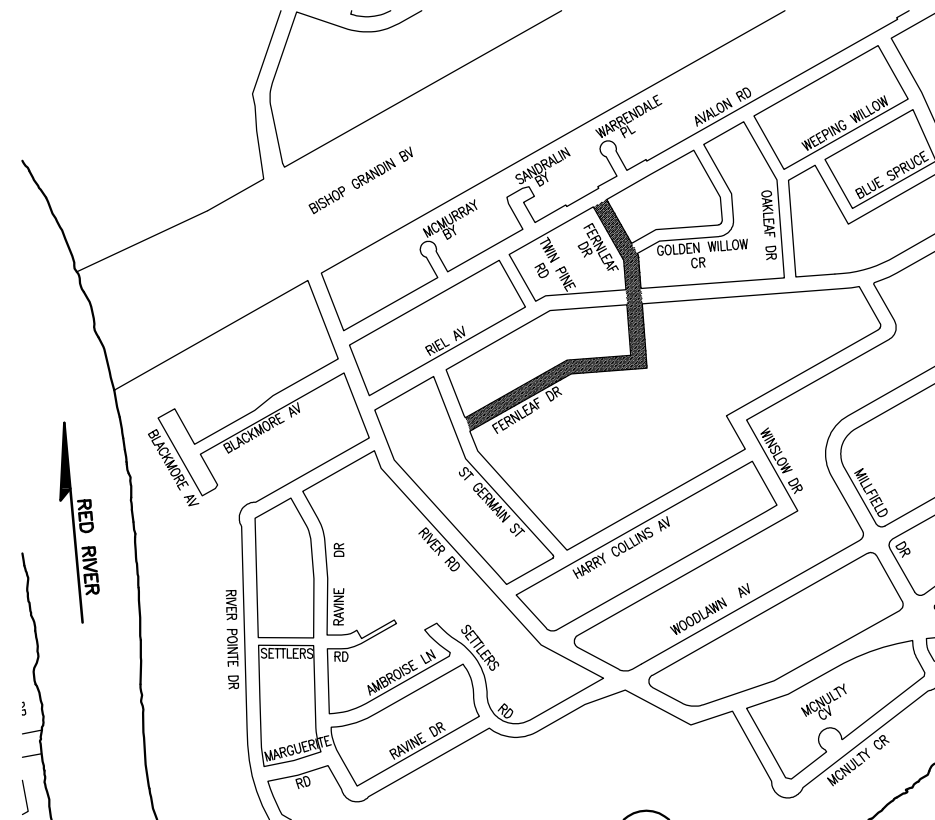 WARRENDALE
PL
AVALON RD
WEEPING WILLOW
BLUE SPRUCE
BISHOP GRANDIN BV
SANDRALIN
BY
MCMURRAY
BY
OAKLEAF DR
FERNLEAF
DR
TWIN PINE
RD
GOLDEN WILLOW
CR
RIEL AV
FERNLEAF DR
BLACKMORE AV
BLACKMORE AV
WINSLOW DR
MILLFIELD
DR
ST GERMAIN ST
RED RIVER
RIVER RD
HARRY COLLINS AV
RAVINE
DR
WOODLAWN AV
RIVER POINTE DR
SETTLERS
RD
SETTLERS
RD
AMBROISE LN
MARGUERITE
RD
RAVINE DR
MCNULTY
CV
MCNULTY CR